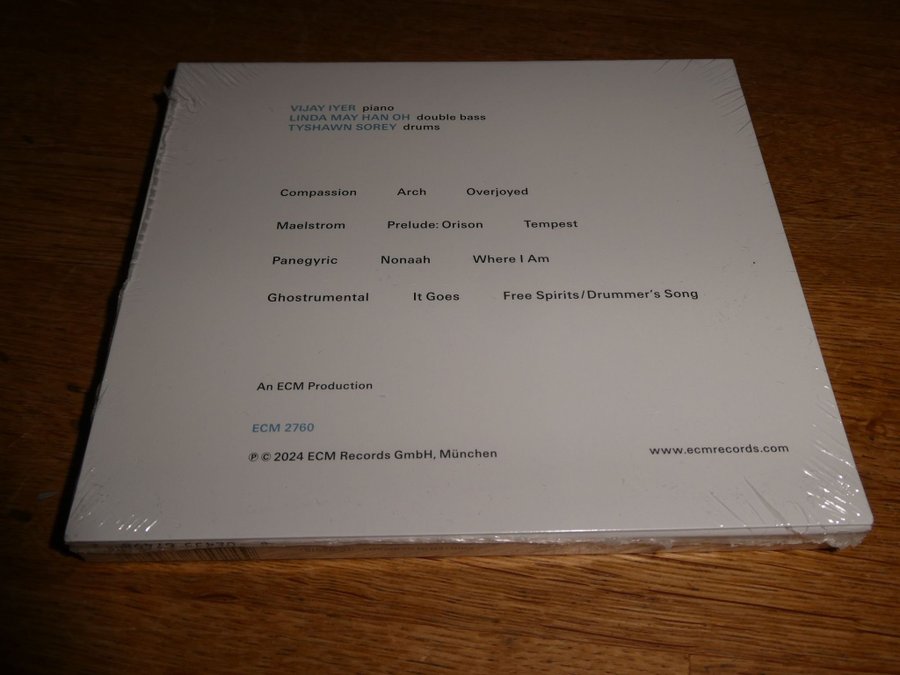 VIJAY IYER piano
LINDA MAY HAN OH double bass
TYSHAWN SOREY drums
Compassion Arch Overjoyed
Maelstrom Prelude: Orison Tempest
Panegyric Nonaah Where I Am
Ghostrumental It Goes Free Spirits/Drummer's Song
An ECM Production
ECM 2760
℗ © 2024 ECM Records GmbH, München
www.ecmrecords.com